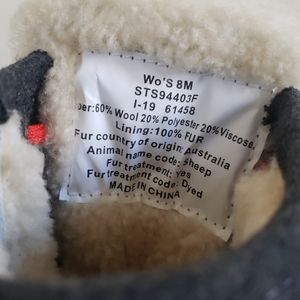 Wo'S 8M
STS94403F
I-19 61458
per:60% Wool 20% Polyester 20% Viscose,
Lining:100% FUR
Fur country of origin: Australia
Animal name code: Sheep
Fur treatment: Yes
Fur treatment code: Dyed
MADE IN CHINA